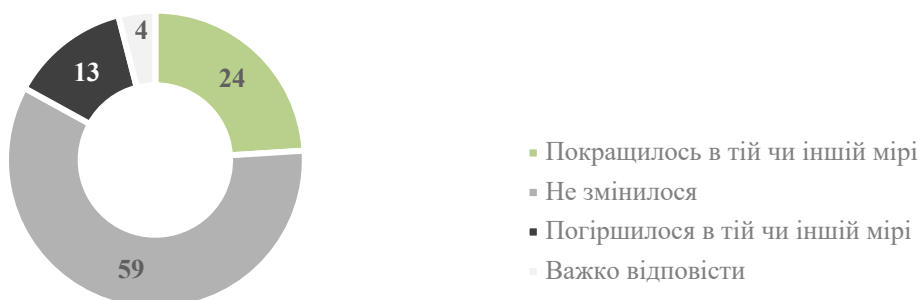 4
13
24
59
Покращилось в тій чи іншій мірі
Не змінилося
Погіршилося в тій чи іншій мірі
Важко відповісти